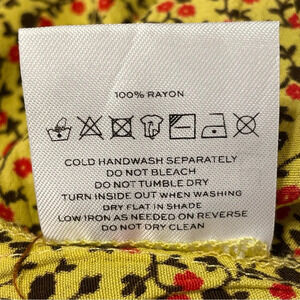 100% RAYON
COLD HANDWASH SEPARATELY
DO NOT BLEACH
DO NOT TUMBLE DRY
TURN INSIDE OUT WHEN WASHING
DRY FLAT IN SHADE
LOW IRON AS NEEDED ON REVERSE
DO NOT DRY CLEAN